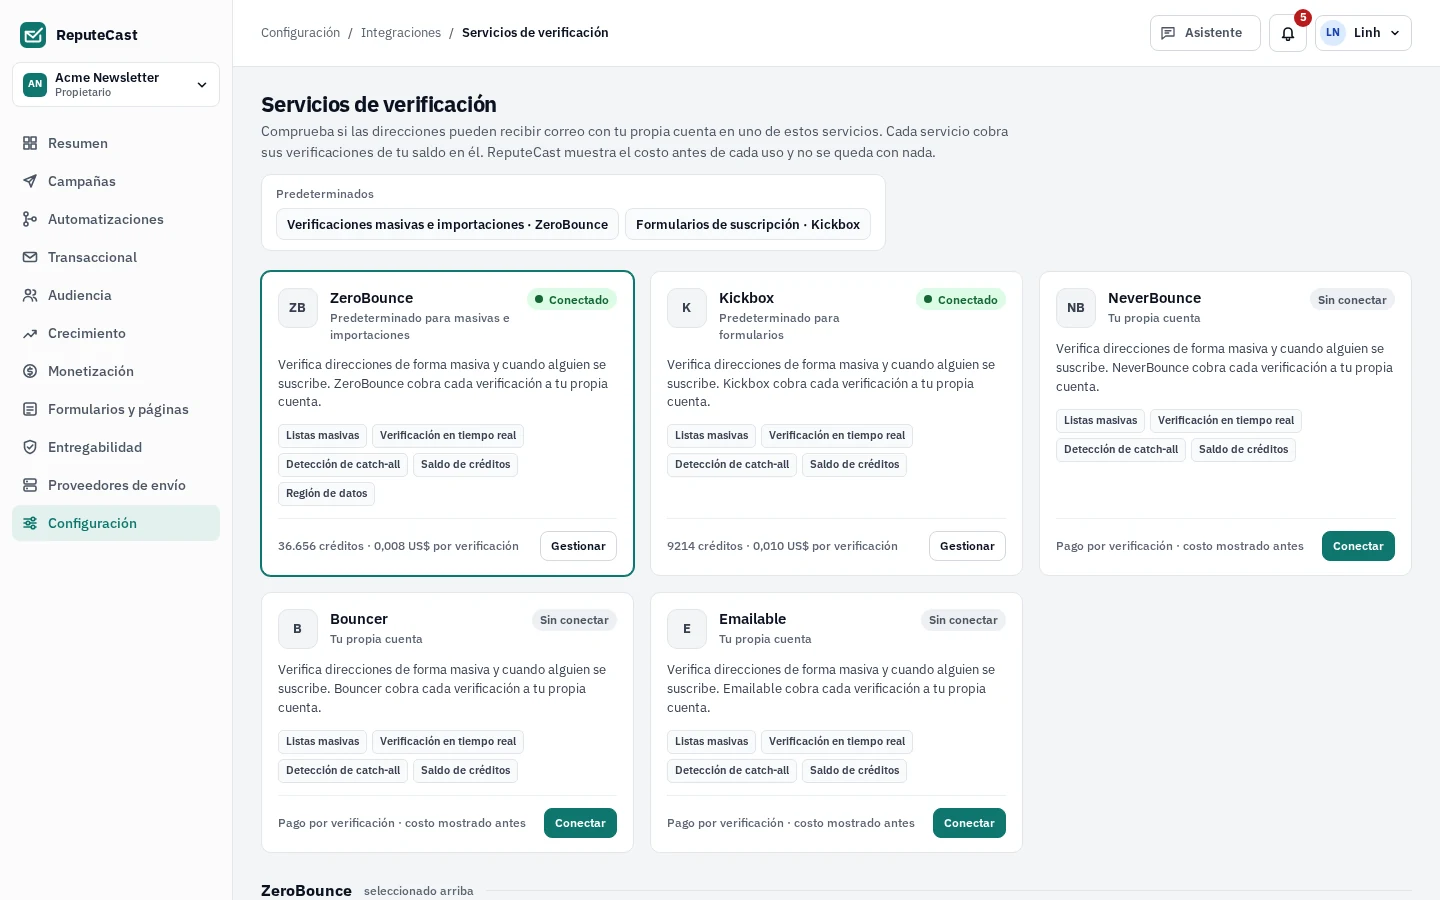 ReputeCast
AN
Acme Newsletter
Propietario
Resumen
Campañas
Automatizaciones
Transaccional
Audiencia
Crecimiento
Monetización
Formularios y páginas
Entregabilidad
Proveedores de envío
Configuración
Configuración / Integraciones / Servicios de verificación
Asistente
5
LN
Linh
Servicios de verificación
Comprueba si las direcciones pueden recibir correo con tu propia cuenta en uno de estos servicios. Cada servicio cobra
sus verificaciones de tu saldo en él. ReputeCast muestra el costo antes de cada uso y no se queda con nada.
Predeterminados
Verificaciones masivas e importaciones · ZeroBounce
Formularios de suscripción · Kickbox
ZB
ZeroBounce
Conectado
Predeterminado para masivas e
importaciones
Verifica direcciones de forma masiva y cuando alguien se
suscribe. ZeroBounce cobra cada verificación a tu propia
cuenta.
Listas masivas
Verificación en tiempo real
Detección de catch-all
Saldo de créditos
Región de datos
36.656 créditos · 0,008 US$ por verificación
Gestionar
K
Kickbox
Conectado
Predeterminado para
formularios
Verifica direcciones de forma masiva y cuando alguien se
suscribe. Kickbox cobra cada verificación a tu propia
cuenta.
Listas masivas
Verificación en tiempo real
Detección de catch-all
Saldo de créditos
9214 créditos · 0,010 US$ por verificación
Gestionar
NB
NeverBounce
Sin conectar
Tu propia cuenta
Verifica direcciones de forma masiva y cuando alguien se
suscribe. NeverBounce cobra cada verificación a tu propia
cuenta.
Listas masivas
Verificación en tiempo real
Detección de catch-all
Saldo de créditos
Pago por verificación · costo mostrado antes
Conectar
B
Bouncer
Sin conectar
Tu propia cuenta
Verifica direcciones de forma masiva y cuando alguien se
suscribe. Bouncer cobra cada verificación a tu propia
cuenta.
Listas masivas
Verificación en tiempo real
Detección de catch-all
Saldo de créditos
Pago por verificación · costo mostrado antes
Conectar
E
Emailable
Sin conectar
Tu propia cuenta
Verifica direcciones de forma masiva y cuando alguien se
suscribe. Emailable cobra cada verificación a tu propia
cuenta.
Listas masivas
Verificación en tiempo real
Detección de catch-all
Saldo de créditos
Pago por verificación · costo mostrado antes
Conectar
ZeroBounce seleccionado arriba